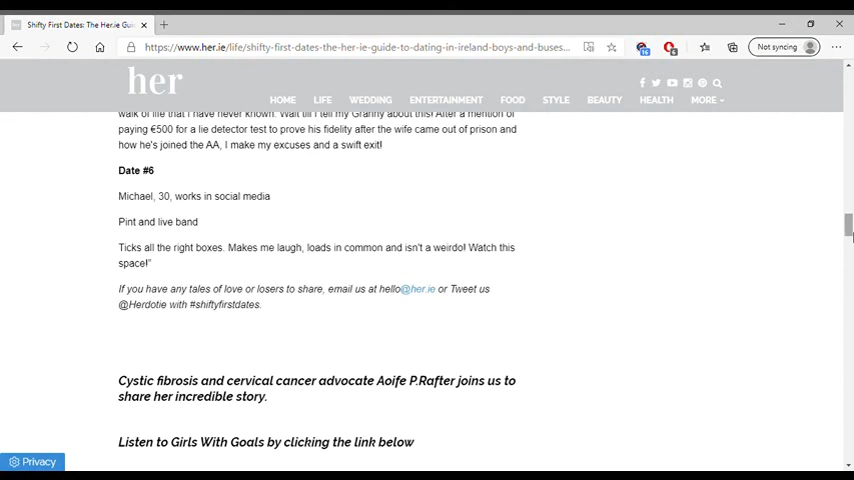 her
Shifty First Dates: The Her.ie Gui
https://www.her.ie/life/shifty-first-dates-the-her-ie-guide-to-dating-in-ireland-boys-and-buses...
16
6
Not syncing
her
HOME LIFE WEDDING ENTERTAINMENT FOOD STYLE BEAUTY HEALTH MORE
walk of life that I have never known. Wait till I tell my Granny about this! After a mention of
paying €500 for a lie detector test to prove his fidelity after the wife came out of prison and
how he's joined the AA, I make my excuses and a swift exit!
Date #6
Michael, 30, works in social media
Pint and live band
Ticks all the right boxes. Makes me laugh, loads in common and isn't a weirdo! Watch this
space!"
If you have any tales of love or losers to share, email us at hello@her.ie or Tweet us
@Herdotie with #shiftyfirstdates.
Cystic fibrosis and cervical cancer advocate Aoife P.Rafter joins us to
share her incredible story.
Listen to Girls With Goals by clicking the link below
Privacy